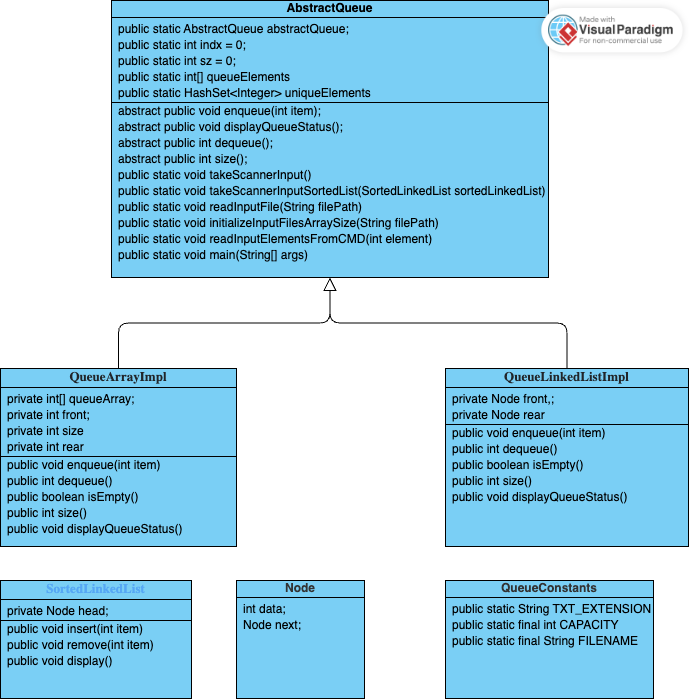 AbstractQueue
public static AbstractQueue abstractQueue;
public static int indx = 0;
public static int sz = 0;
public static int[] queueElements
public static HashSet<Integer> uniqueElements
abstract public void enqueue(int item);
abstract public void displayQueueStatus();
abstract public int dequeue();
abstract public int size();
public static void takeScannerInput()
public static void takeScannerInputSortedList(SortedLinkedList sortedLinkedList)
public static void readInputFile(String filePath)
public static void initializeInputFilesArraySize(String filePath)
public static void readInputElementsFromCMD(int element)
public static void main(String[] args)
Made with
VisualParadigm
For non-commercial use
QueueArrayImpl
private int[] queueArray;
private int front;
private int size
private int rear
public void enqueue(int item)
public int dequeue()
public boolean isEmpty()
public int size()
public void displayQueueStatus()
QueueLinkedListImpl
private Node front,;
private Node rear
public void enqueue(int item)
public int dequeue()
public boolean isEmpty()
public int size()
public void displayQueueStatus()
SortedLinkedList
private Node head;
public void insert(int item)
public void remove(int item)
public void display()
Node
int data;
Node next;
QueueConstants
public static String TXT_EXTENSION
public static final int CAPACITY
public static final String FILENAME